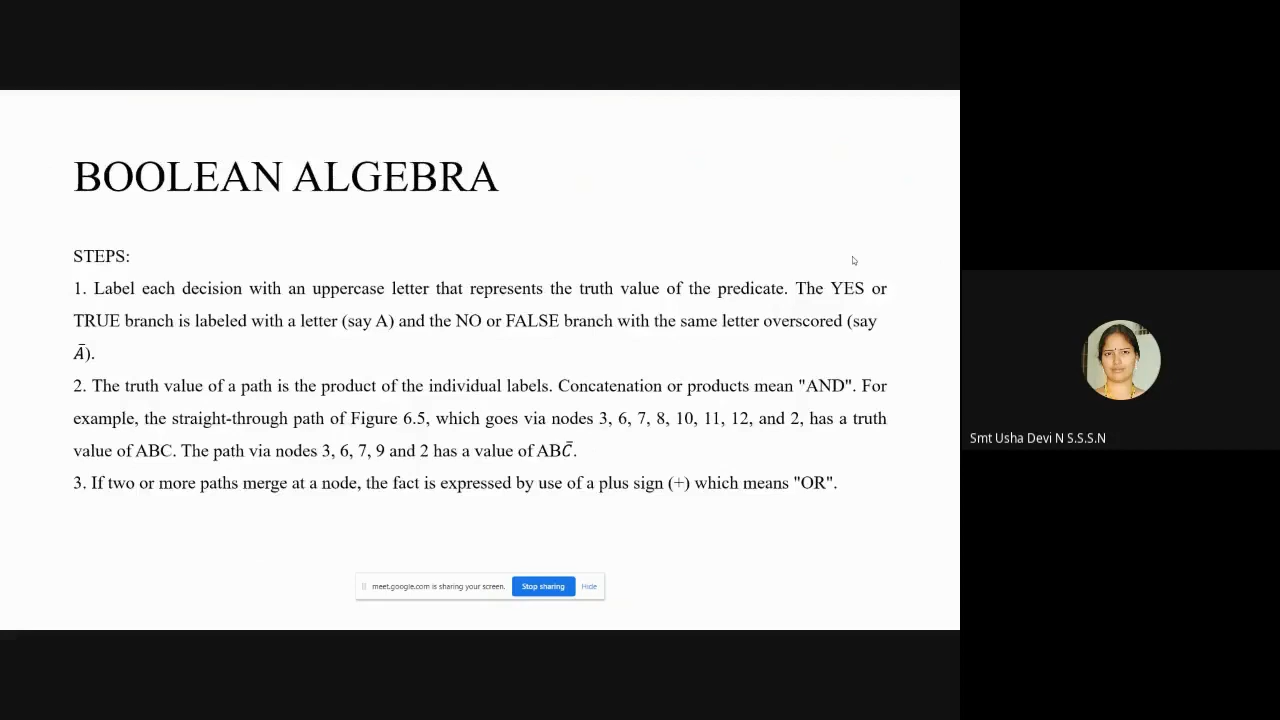 BOOLEAN ALGEBRA
STEPS:
1. Label each decision with an uppercase letter that represents the truth value of the predicate. The YES or
TRUE branch is labeled with a letter (say A) and the NO or FALSE branch with the same letter overscored (say
Ā).
2. The truth value of a path is the product of the individual labels. Concatenation or products mean "AND". For
example, the straight-through path of Figure 6.5, which goes via nodes 3, 6, 7, 8, 10, 11, 12, and 2, has a truth
value of ABC. The path via nodes 3, 6, 7, 9 and 2 has a value of ABC̄.
3. If two or more paths merge at a node, the fact is expressed by use of a plus sign (+) which means "OR".
meet.google.com is sharing your screen. Stop sharing Hide
Smt Usha Devi N S.S.S.N